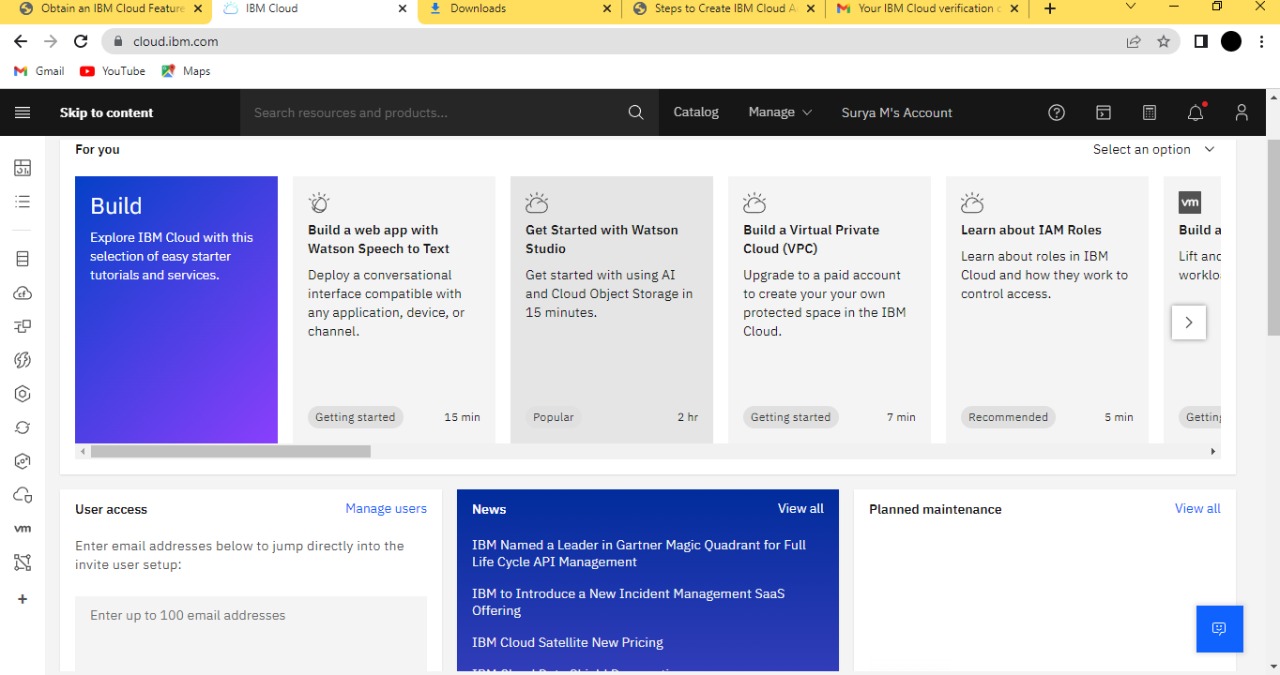 Obtain an IBM Cloud Feature
IBM Cloud
Downloads
Steps to Create IBM Cloud A
Your IBM Cloud verification c
cloud.ibm.com
Gmail
YouTube
Maps
Skip to content
Search resources and products...
Catalog
Manage
Surya M's Account
For you
Select an option
Build
Explore IBM Cloud with this
selection of easy starter
tutorials and services.
Build a web app with
Watson Speech to Text
Deploy a conversational
interface compatible with
any application, device, or
channel.
Getting started
15 min
Get Started with Watson
Studio
Get started with using AI
and Cloud Object Storage in
15 minutes.
Popular
2 hr
Build a Virtual Private
Cloud (VPC)
Upgrade to a paid account
to create your your own
protected space in the IBM
Cloud.
Getting started
7 min
Learn about IAM Roles
Learn about roles in IBM
Cloud and how they work to
control access.
Recommended
5 min
vm
Build a
Lift and
worklo
Getting
vm
User access
Manage users
Enter email addresses below to jump directly into the
invite user setup:
Enter up to 100 email addresses
News
View all
IBM Named a Leader in Gartner Magic Quadrant for Full
Life Cycle API Management
IBM to Introduce a New Incident Management SaaS
Offering
IBM Cloud Satellite New Pricing
IBM Cloud Data Shield
Planned maintenance
View all